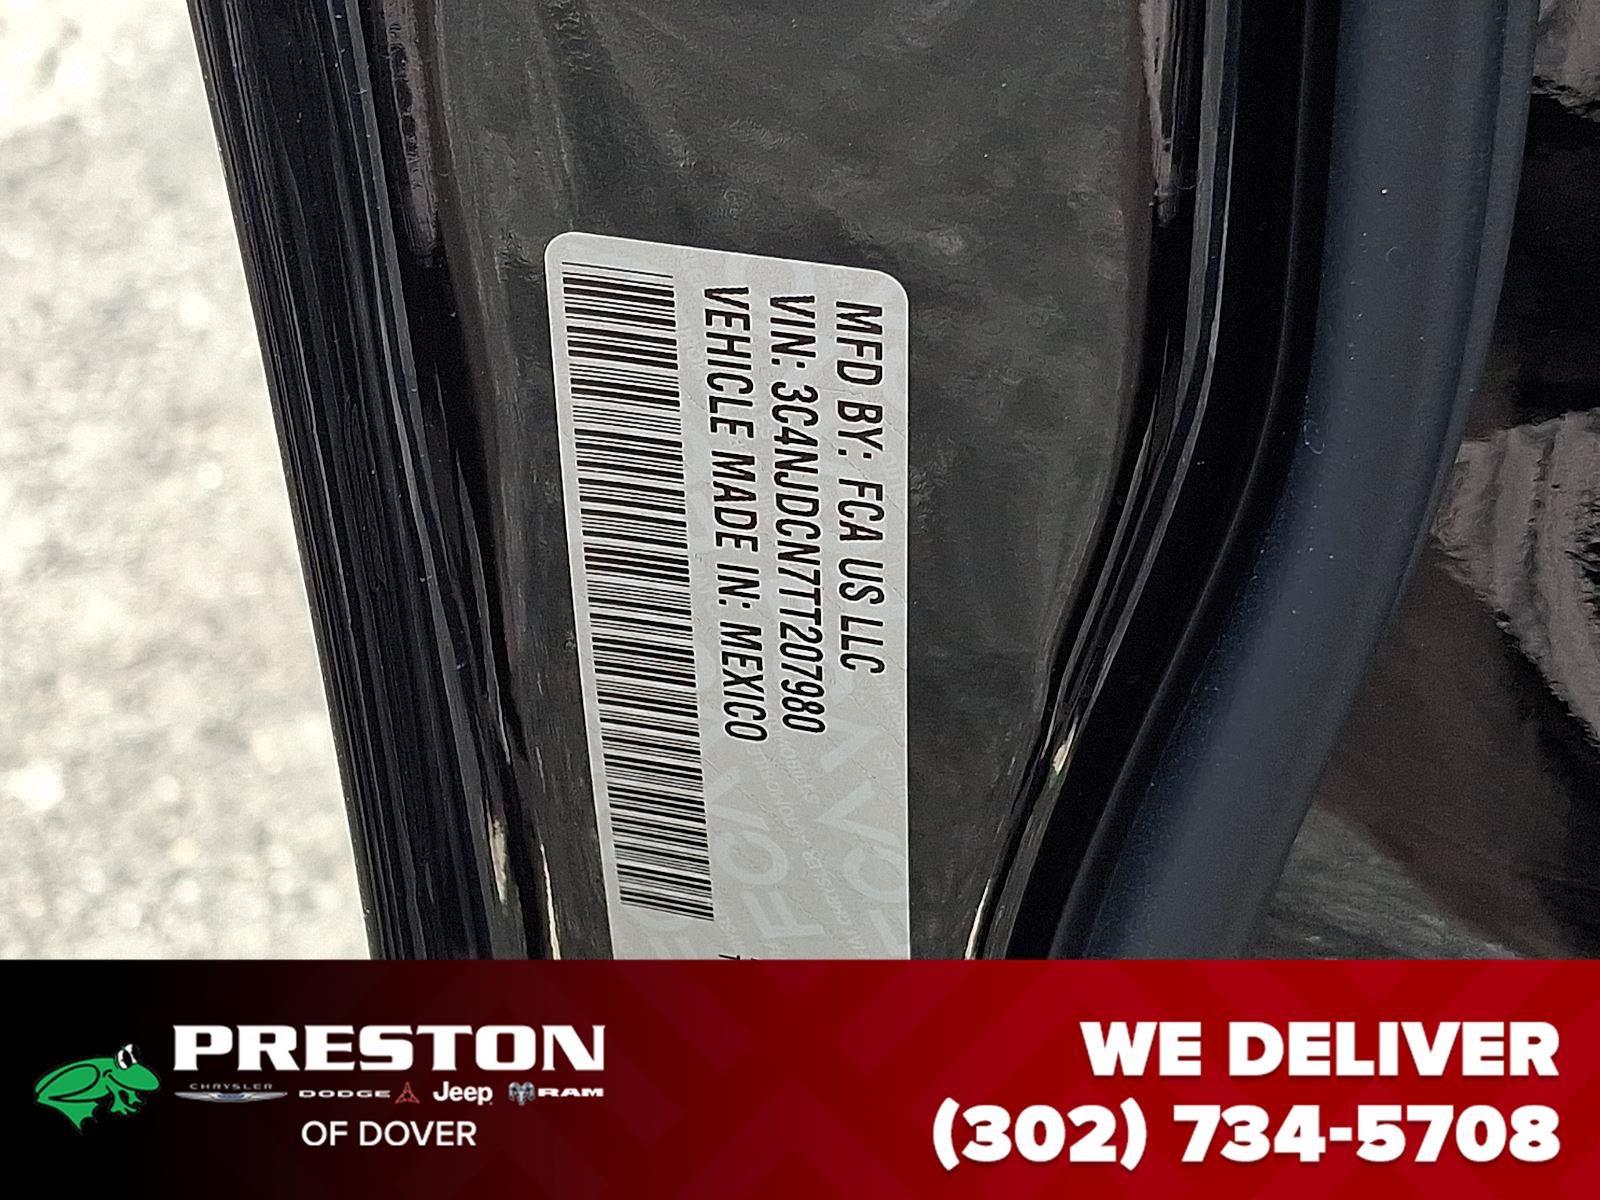 MFD BY: FCA US LLC
VIN: 3C4NJDCN7TT207980
VEHICLE MADE IN: MEXICO
PRESTON
CHRYSLER DODGE Jeep RAM
OF DOVER
WE DELIVER
(302) 734-5708